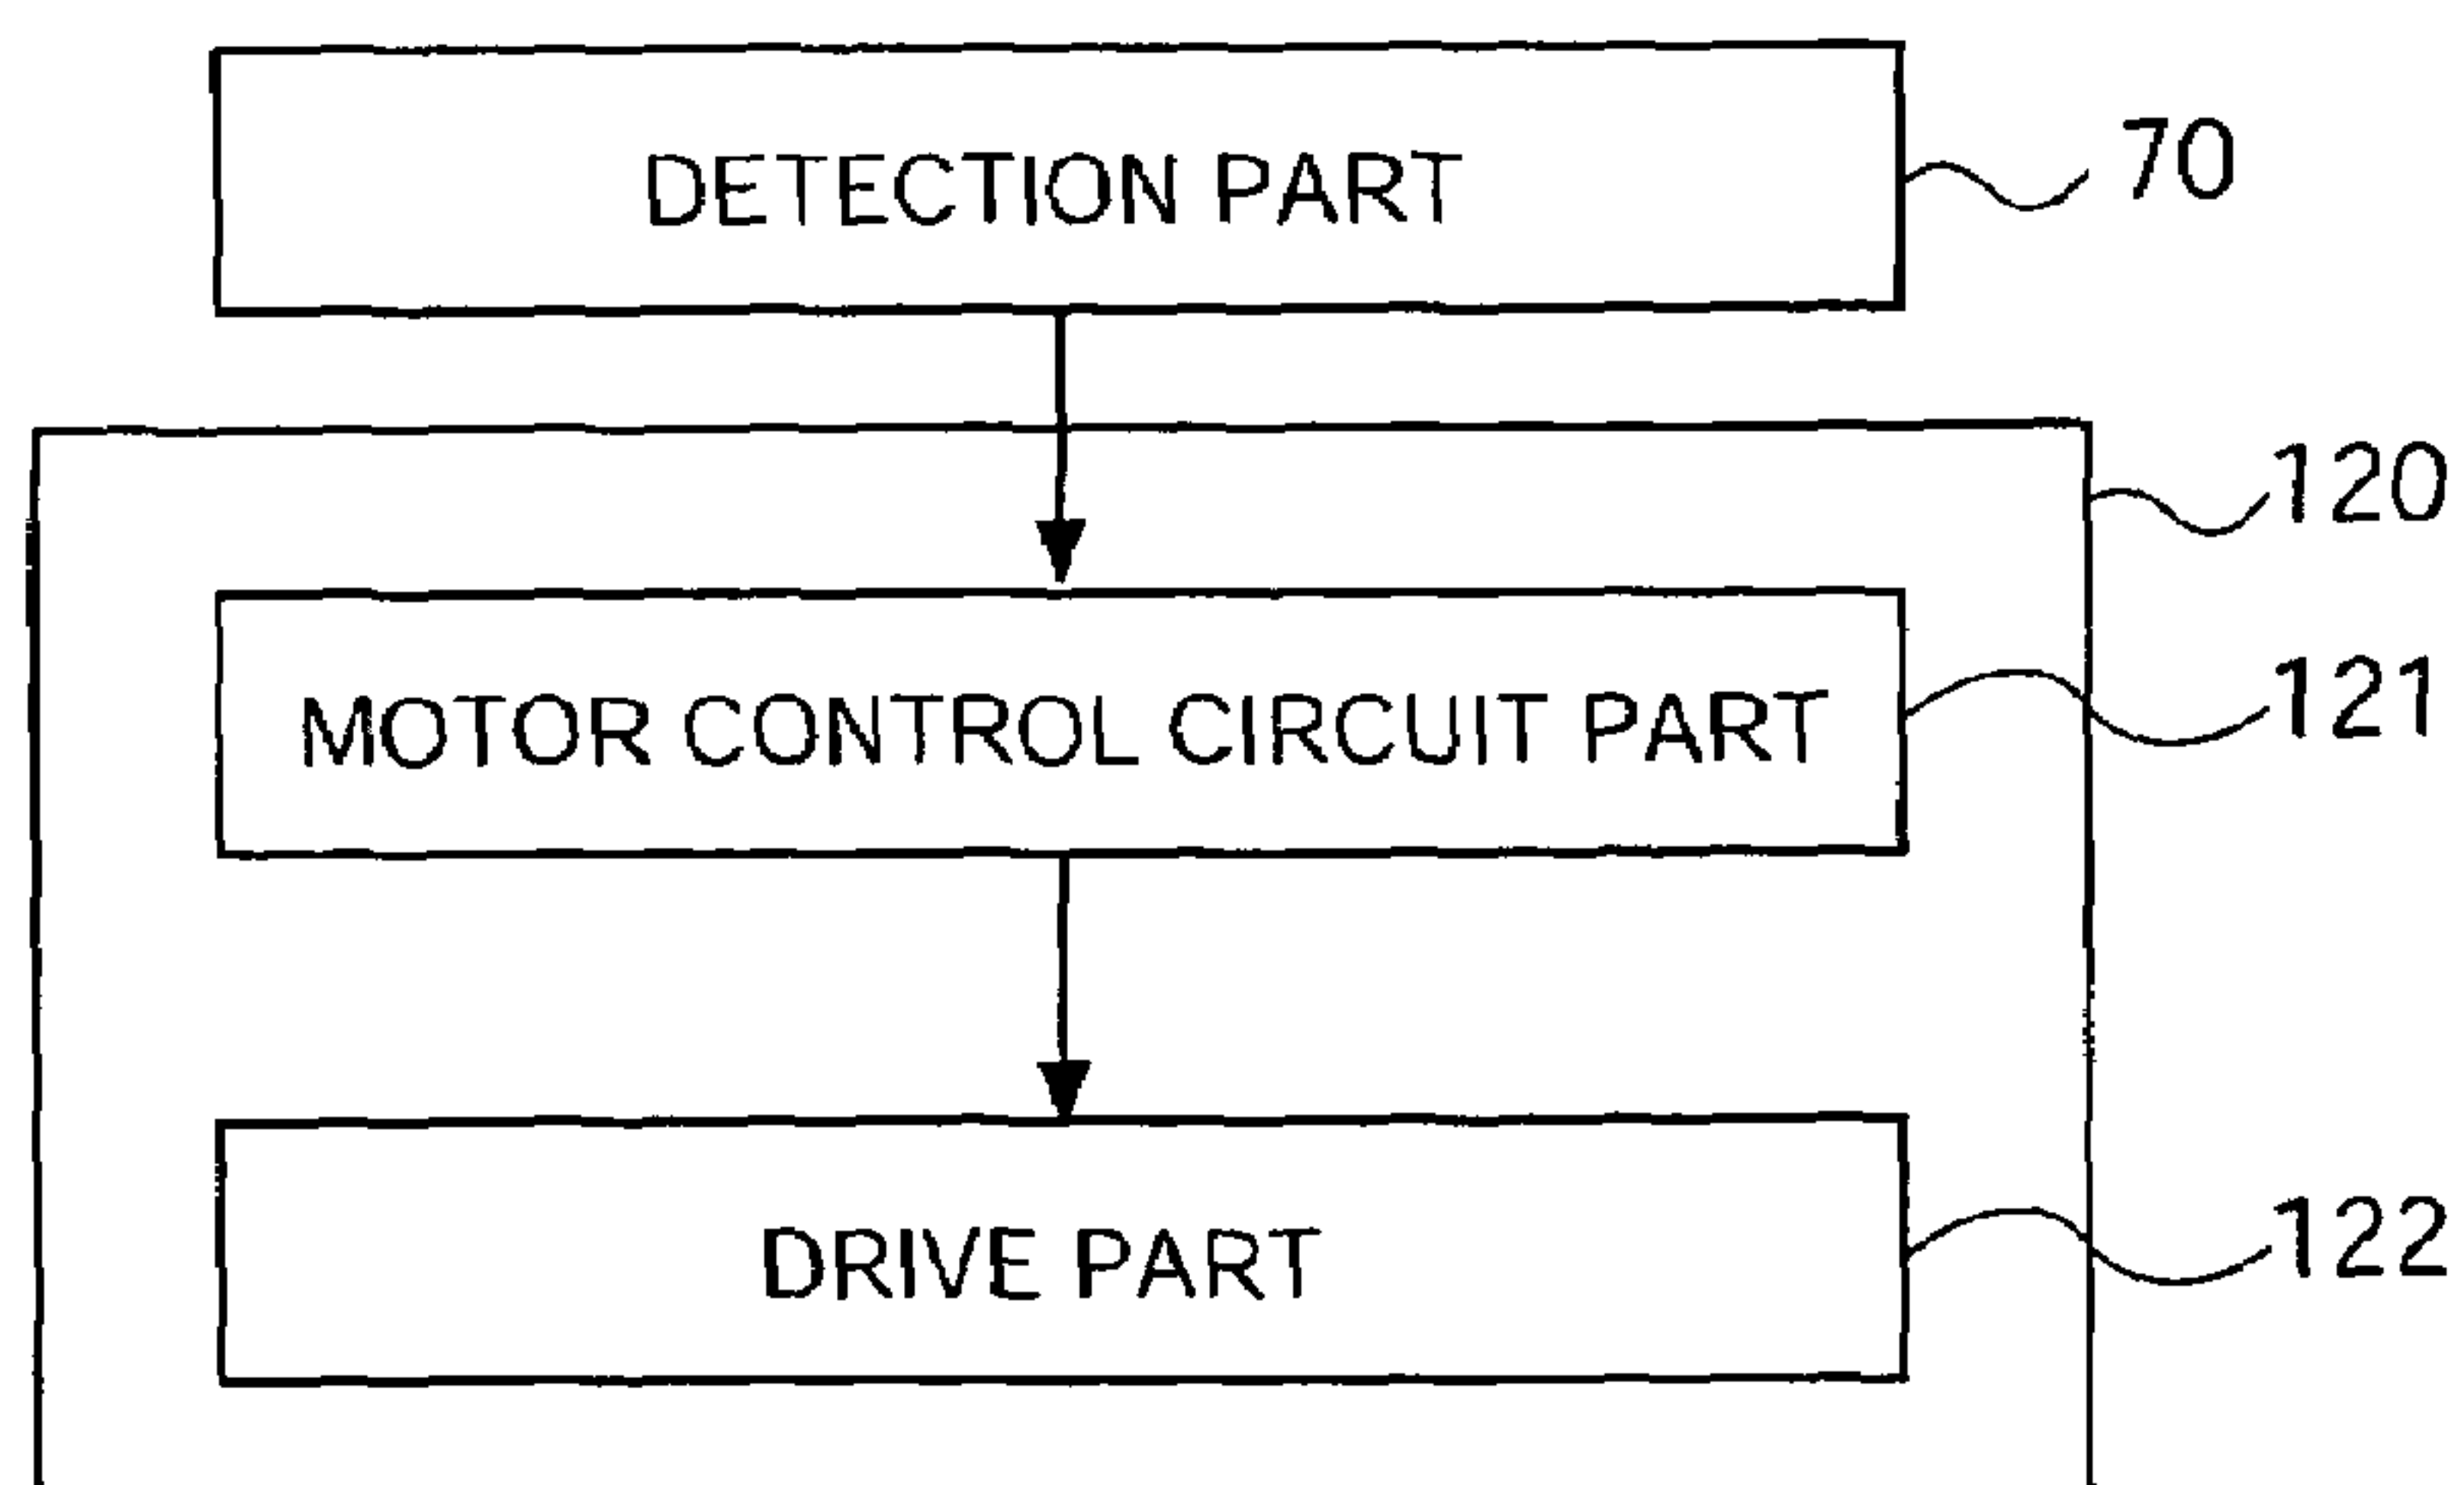 DETECTION PART
70
120
MOTOR CONTROL CIRCUIT PART
121
DRIVE PART
122